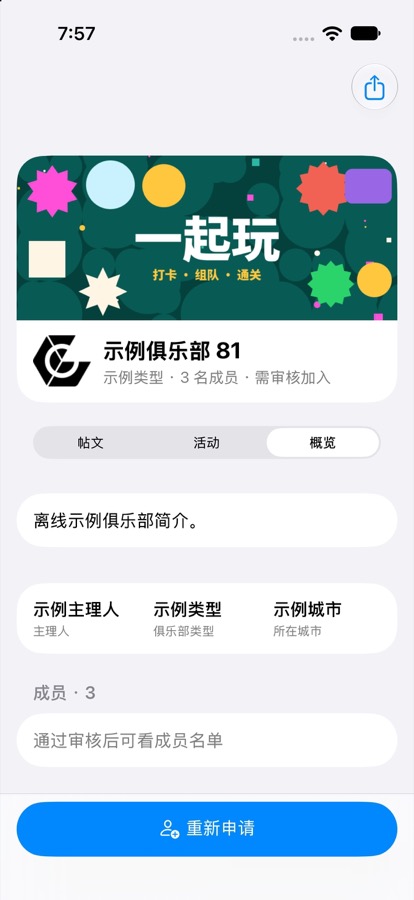 7:57
一起玩
打卡 • 组队 • 通关
示例俱乐部 81
示例类型 · 3 名成员 · 需审核加入
帖文 活动 概览
离线示例俱乐部简介。
示例主理人 示例类型 示例城市
主理人 俱乐部类型 所在城市
成员 · 3
通过审核后可看成员名单
重新申请